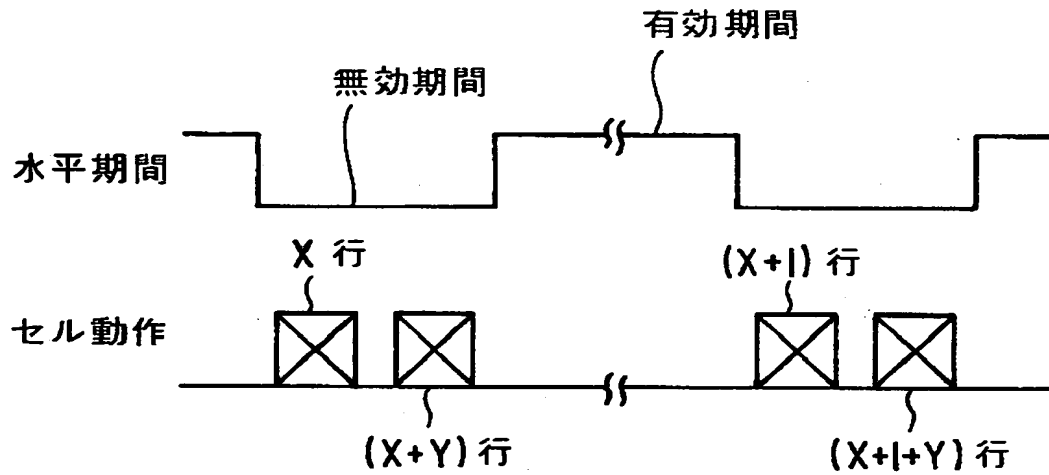 有効期間
無効期間
水平期間
X 行
(X+1) 行
セル動作
(X+Y) 行
(X+1+Y) 行